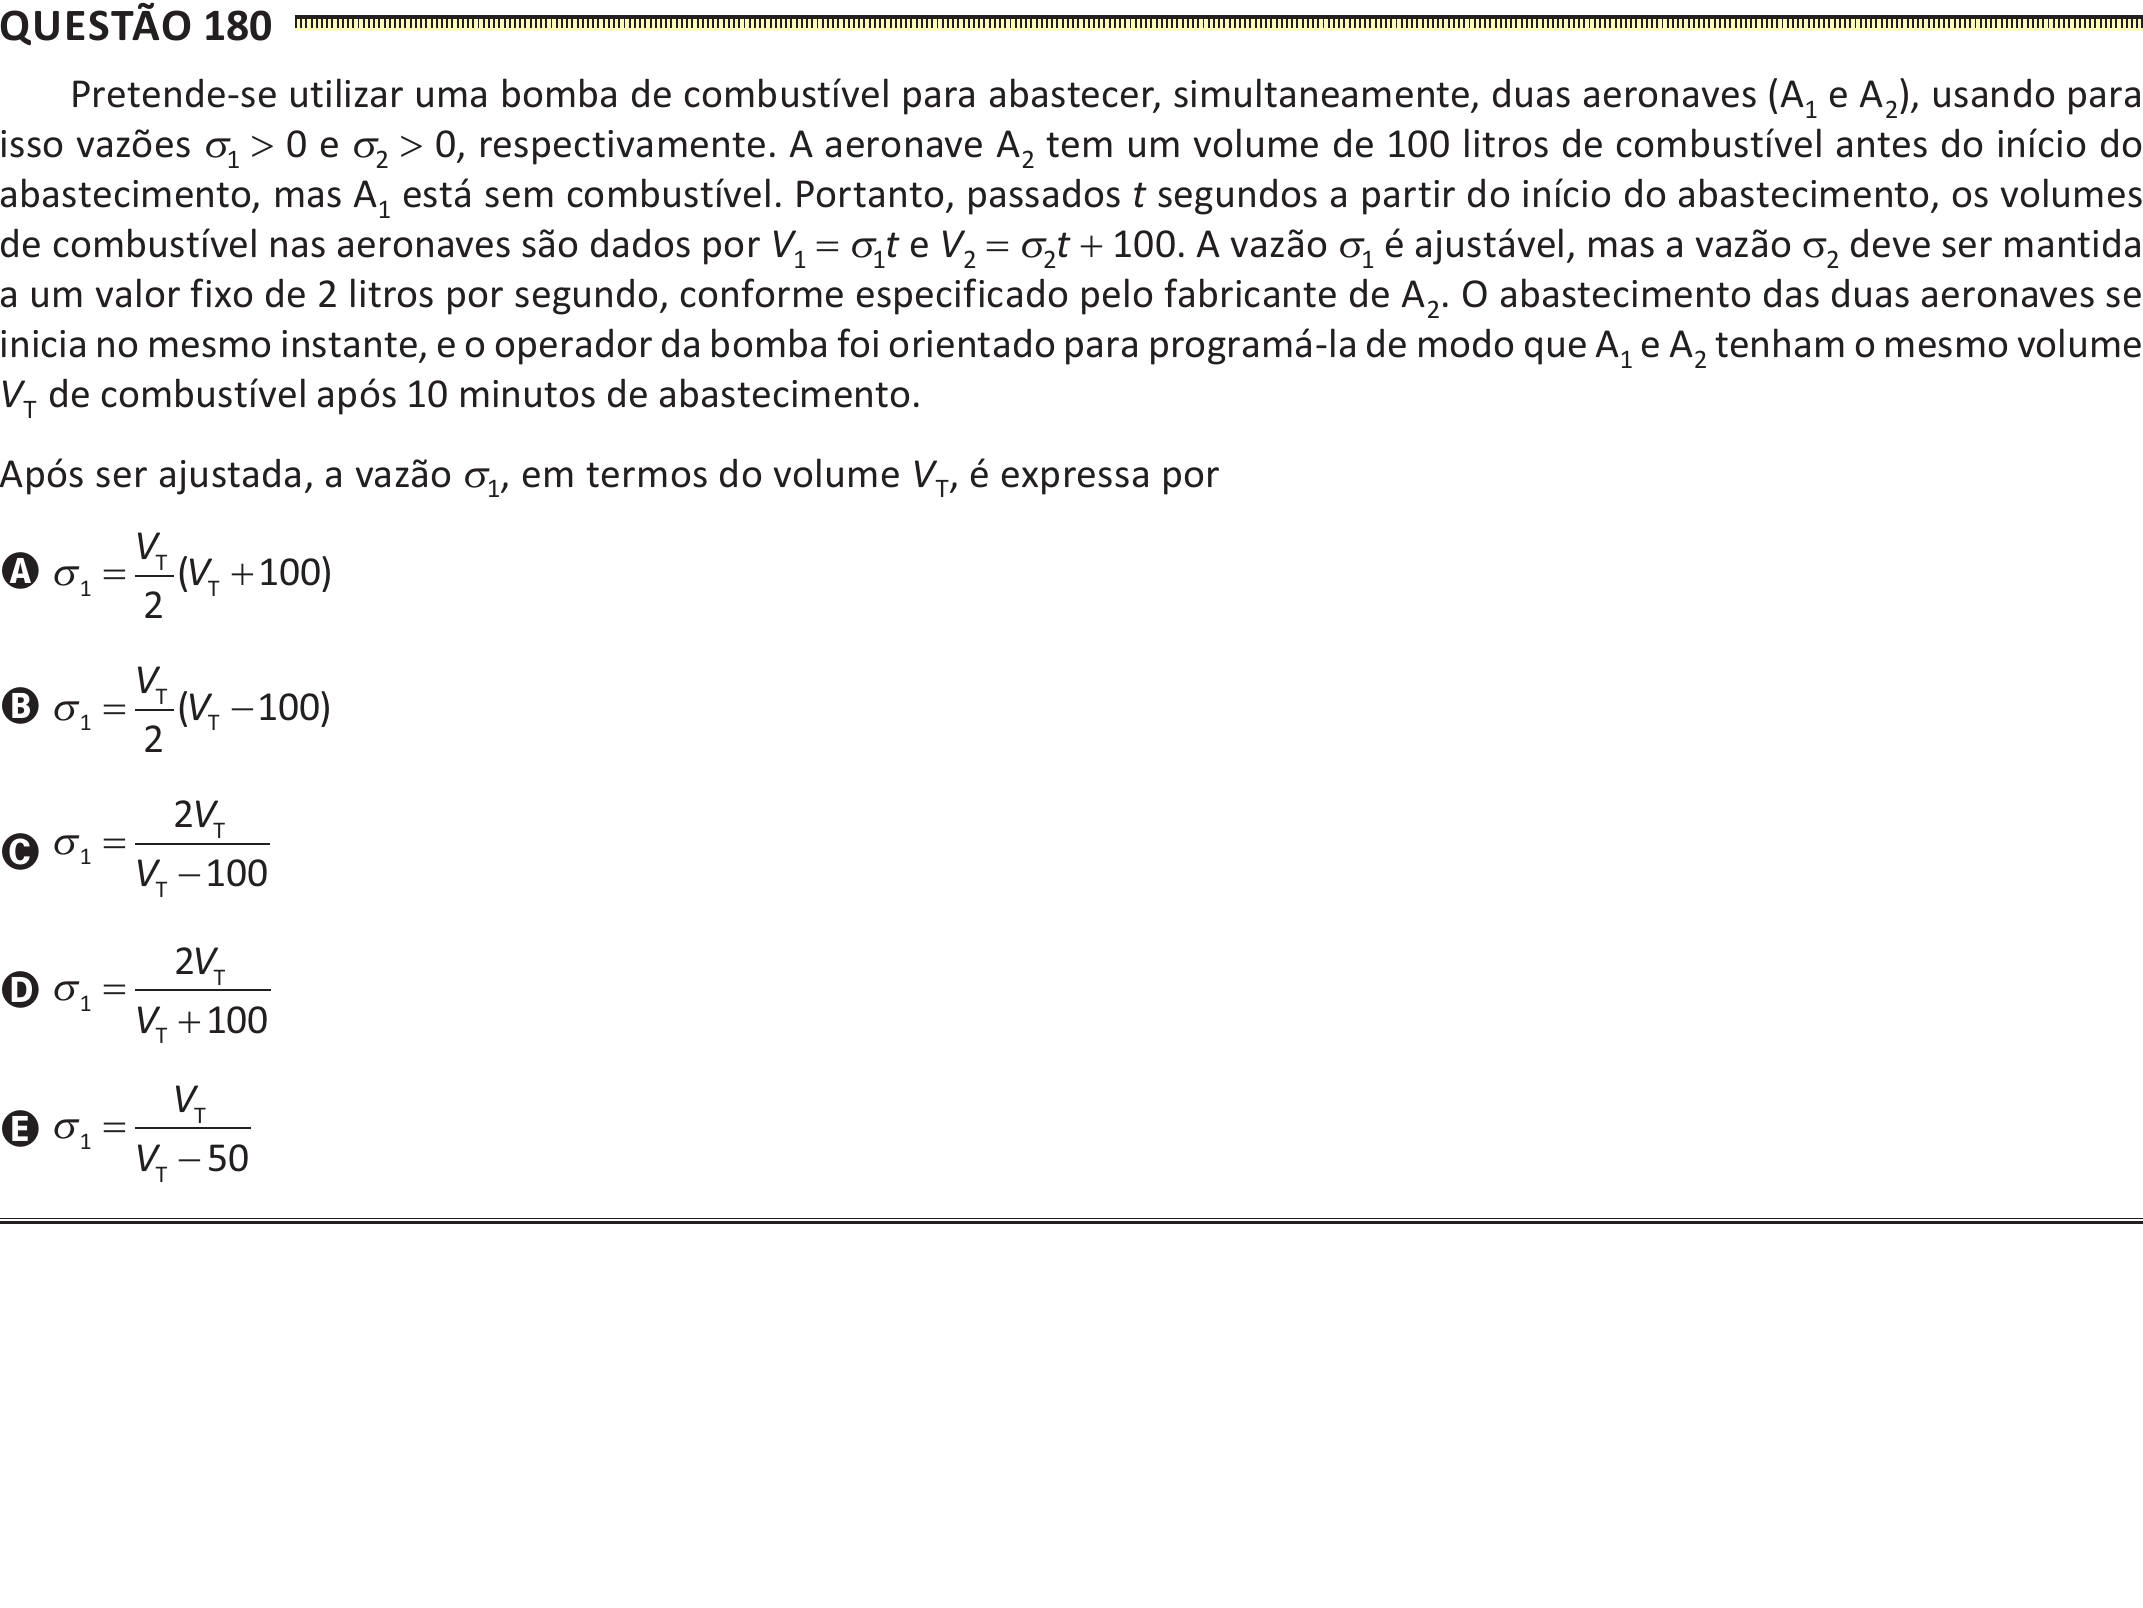 QUESTÃO 180
Pretende-se utilizar uma bomba de combustível para abastecer, simultaneamente, duas aeronaves (A₁ e A₂), usando para
isso vazões σ₁ > 0 e σ₂ > 0, respectivamente. A aeronave A₂ tem um volume de 100 litros de combustível antes do início do
abastecimento, mas A₁ está sem combustível. Portanto, passados t segundos a partir do início do abastecimento, os volumes
de combustível nas aeronaves são dados por V₁ = σ₁t e V₂ = σ₂t + 100. A vazão σ₁ é ajustável, mas a vazão σ₂ deve ser mantida
a um valor fixo de 2 litros por segundo, conforme especificado pelo fabricante de A₂. O abastecimento das duas aeronaves se
inicia no mesmo instante, e o operador da bomba foi orientado para programá-la de modo que A₁ e A₂ tenham o mesmo volume
V_T de combustível após 10 minutos de abastecimento.
Após ser ajustada, a vazão σ₁, em termos do volume V_T, é expressa por
A σ₁ = V_T/2 (V_T + 100)
B σ₁ = V_T/2 (V_T − 100)
C σ₁ = 2V_T/(V_T − 100)
D σ₁ = 2V_T/(V_T + 100)
E σ₁ = V_T/(V_T − 50)